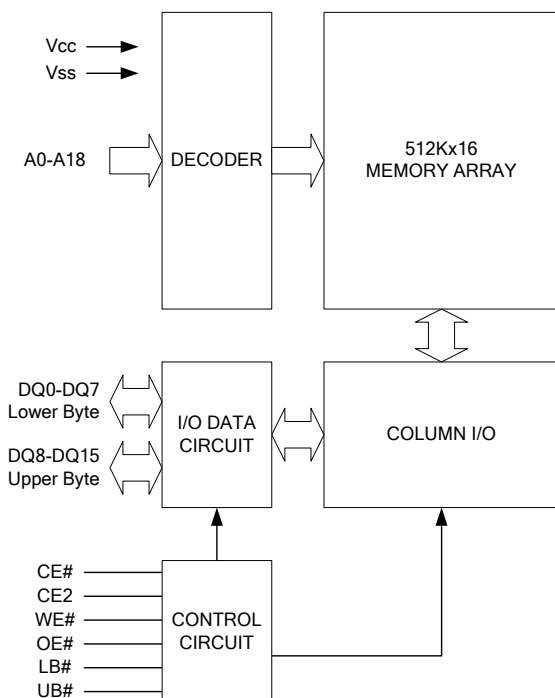 Vcc
Vss
A0-A18
DECODER
512Kx16
MEMORY ARRAY
DQ0-DQ7
Lower Byte
DQ8-DQ15
Upper Byte
I/O DATA
CIRCUIT
COLUMN I/O
CE#
CE2
WE#
OE#
LB#
UB#
CONTROL
CIRCUIT